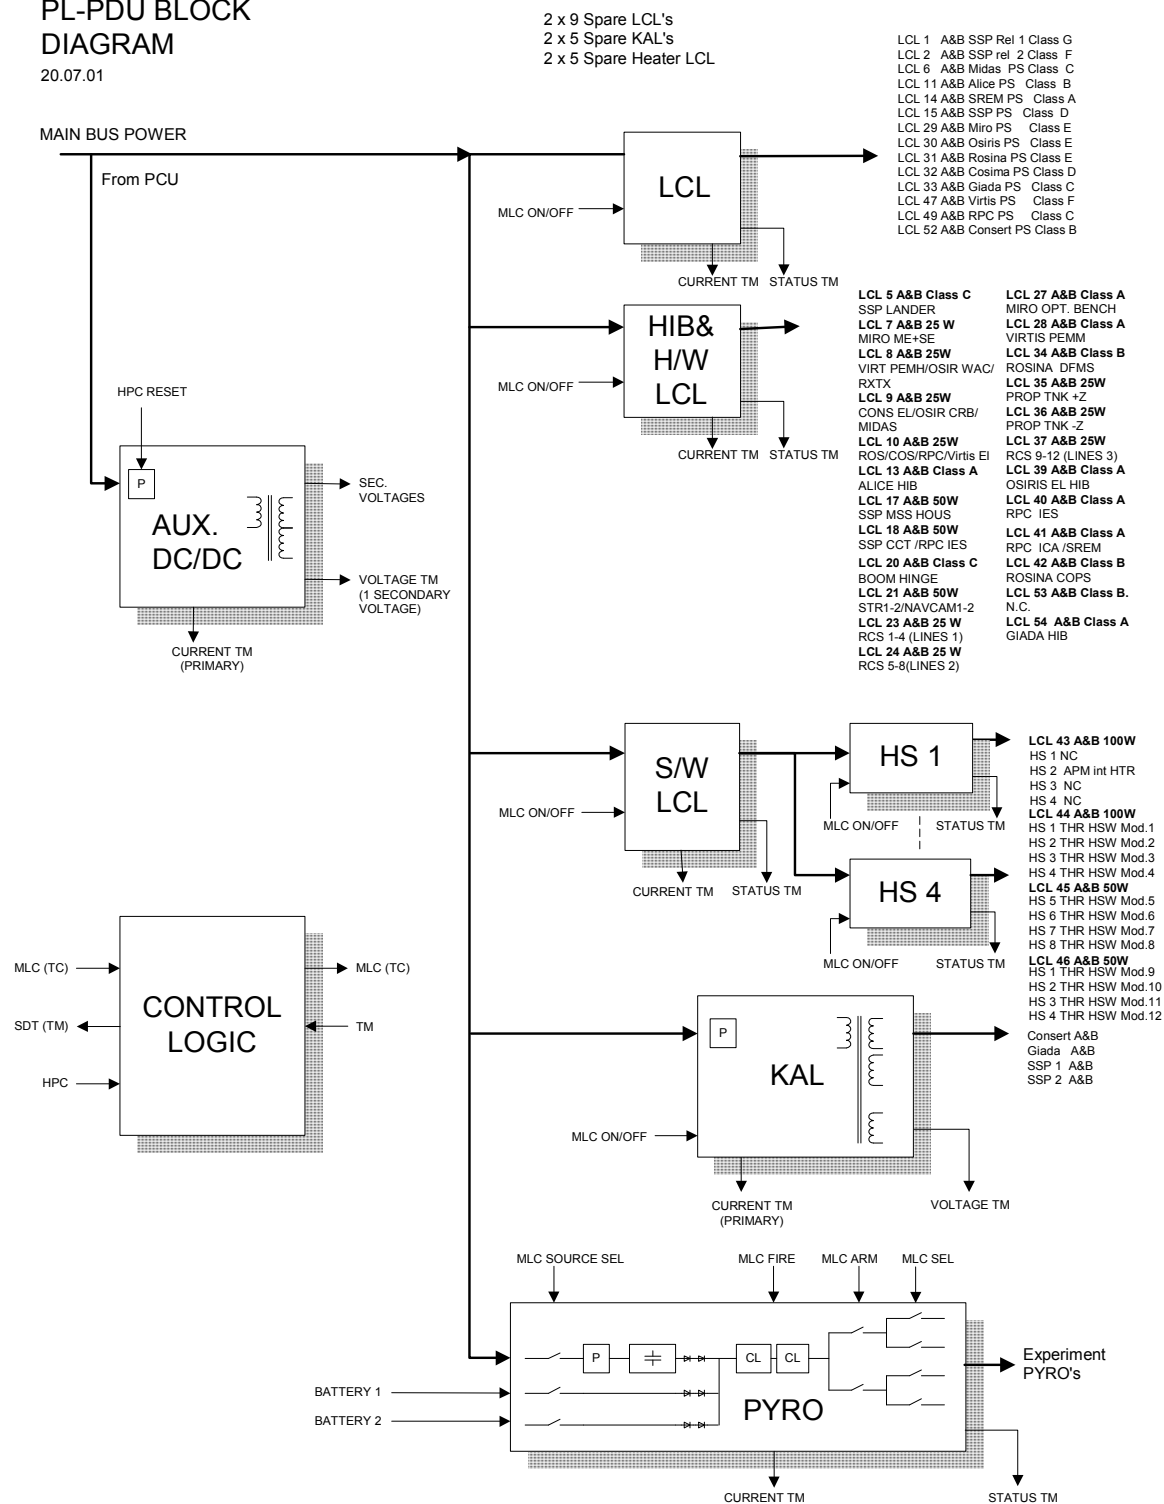 PL-PDU BLOCK
DIAGRAM
20.07.01
2 x 9 Spare LCL's
2 x 5 Spare KAL's
2 x 5 Spare Heater LCL
LCL 1 A&B SSP Rel 1 Class G
LCL 2 A&B SSP rel 2 Class F
LCL 6 A&B Midas PS Class C
LCL 11 A&B Alice PS Class B
LCL 14 A&B SREM PS Class A
LCL 15 A&B SSP PS Class D
LCL 29 A&B Miro PS Class E
LCL 30 A&B Osiris PS Class E
LCL 31 A&B Rosina PS Class E
LCL 32 A&B Cosima PS Class D
LCL 33 A&B Giada PS Class C
LCL 47 A&B Virtis PS Class F
LCL 49 A&B RPC PS Class C
LCL 52 A&B Consert PS Class B
MAIN BUS POWER
From PCU
LCL
MLC ON/OFF
CURRENT TM
STATUS TM
HIB&
H/W
LCL
MLC ON/OFF
CURRENT TM
STATUS TM
LCL 5 A&B Class C
SSP LANDER
LCL 7 A&B 25 W
MIRO ME+SE
LCL 8 A&B 25W
VIRT PEMH/OSIR WAC/
RXTX
LCL 9 A&B 25W
CONS EL/OSIR CRB/
MIDAS
LCL 10 A&B 25W
ROS/COS/RPC/Virtis El
LCL 13 A&B Class A
ALICE HIB
LCL 17 A&B 50W
SSP MSS HOUS
LCL 18 A&B 50W
SSP CCT /RPC IES
LCL 20 A&B Class C
BOOM HINGE
LCL 21 A&B 50W
STR1-2/NAVCAM1-2
LCL 23 A&B 25 W
RCS 1-4 (LINES 1)
LCL 24 A&B 25 W
RCS 5-8(LINES 2)
LCL 27 A&B Class A
MIRO OPT. BENCH
LCL 28 A&B Class A
VIRTIS PEMM
LCL 34 A&B Class B
ROSINA DFMS
LCL 35 A&B 25W
PROP TNK +Z
LCL 36 A&B 25W
PROP TNK -Z
LCL 37 A&B 25W
RCS 9-12 (LINES 3)
LCL 39 A&B Class A
OSIRIS EL HIB
LCL 40 A&B Class A
RPC IES
LCL 41 A&B Class A
RPC ICA /SREM
LCL 42 A&B Class B
ROSINA COPS
LCL 53 A&B Class B.
N.C.
LCL 54 A&B Class A
GIADA HIB
HPC RESET
P
AUX.
DC/DC
SEC.
VOLTAGES
VOLTAGE TM
(1 SECONDARY
VOLTAGE)
CURRENT TM
(PRIMARY)
S/W
LCL
MLC ON/OFF
CURRENT TM
STATUS TM
HS 1
MLC ON/OFF
STATUS TM
HS 4
MLC ON/OFF
STATUS TM
LCL 43 A&B 100W
HS 1 NC
HS 2 APM int HTR
HS 3 NC
HS 4 NC
LCL 44 A&B 100W
HS 1 THR HSW Mod.1
HS 2 THR HSW Mod.2
HS 3 THR HSW Mod.3
HS 4 THR HSW Mod.4
LCL 45 A&B 50W
HS 5 THR HSW Mod.5
HS 6 THR HSW Mod.6
HS 7 THR HSW Mod.7
HS 8 THR HSW Mod.8
LCL 46 A&B 50W
HS 1 THR HSW Mod.9
HS 2 THR HSW Mod.10
HS 3 THR HSW Mod.11
HS 4 THR HSW Mod.12
MLC (TC)
SDT (TM)
HPC
CONTROL
LOGIC
MLC (TC)
TM
P
KAL
MLC ON/OFF
CURRENT TM
(PRIMARY)
VOLTAGE TM
Consert A&B
Giada A&B
SSP 1 A&B
SSP 2 A&B
MLC SOURCE SEL
MLC FIRE
MLC ARM
MLC SEL
P
CL
CL
PYRO
BATTERY 1
BATTERY 2
Experiment
PYRO's
CURRENT TM
STATUS TM